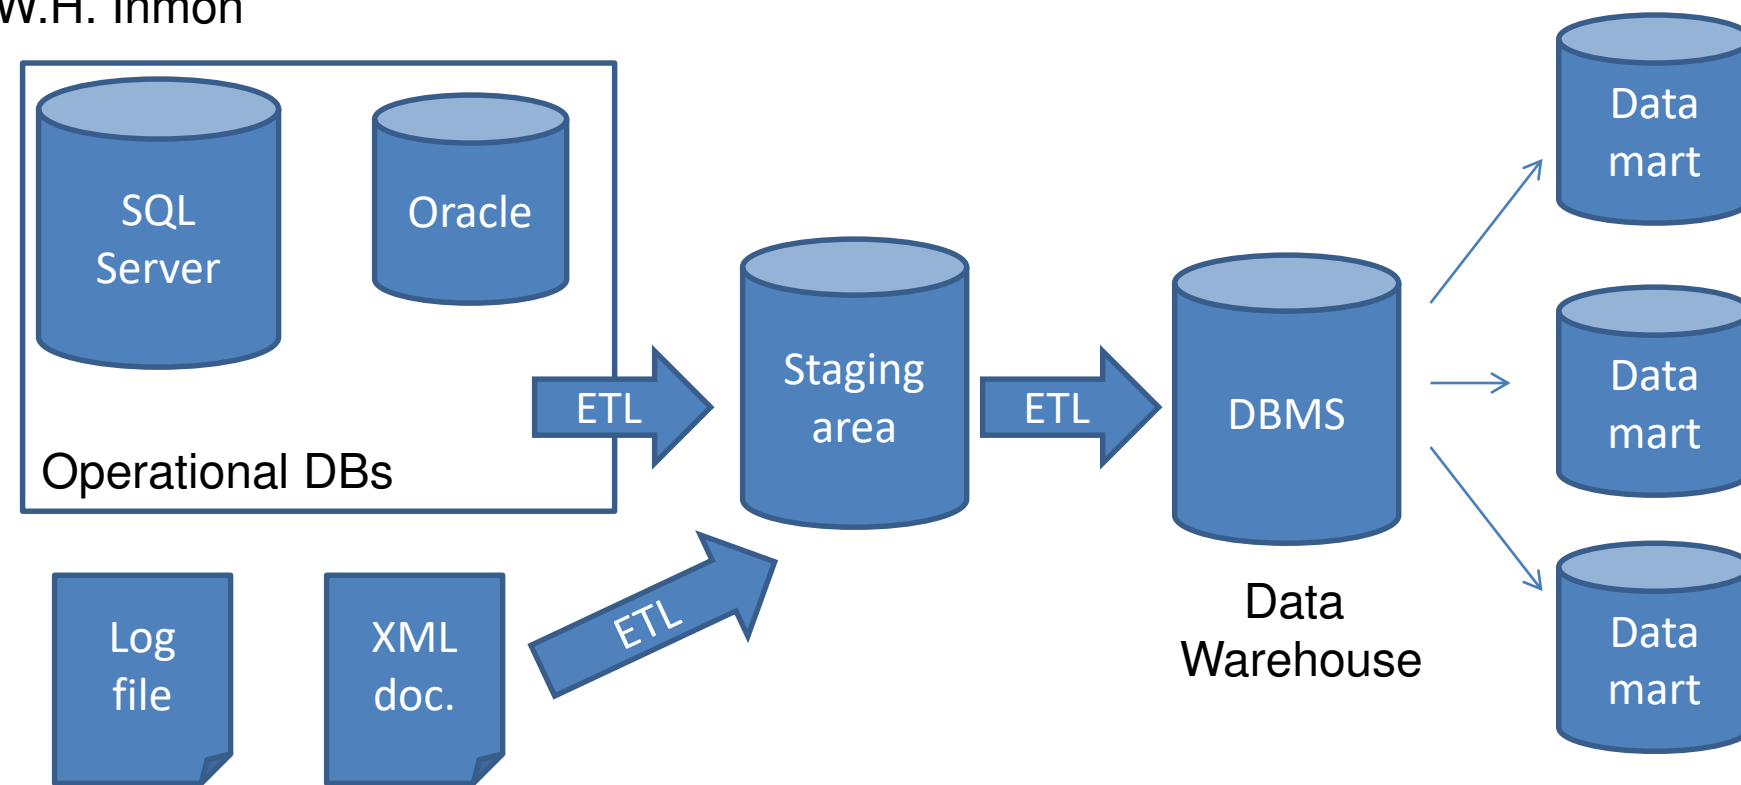 W.H. Inmon
SQL
Server
Oracle
Operational DBs
ETL
Staging
area
ETL
DBMS
Data
Warehouse
Data
mart
Data
mart
Data
mart
Log
file
XML
doc.
ETL